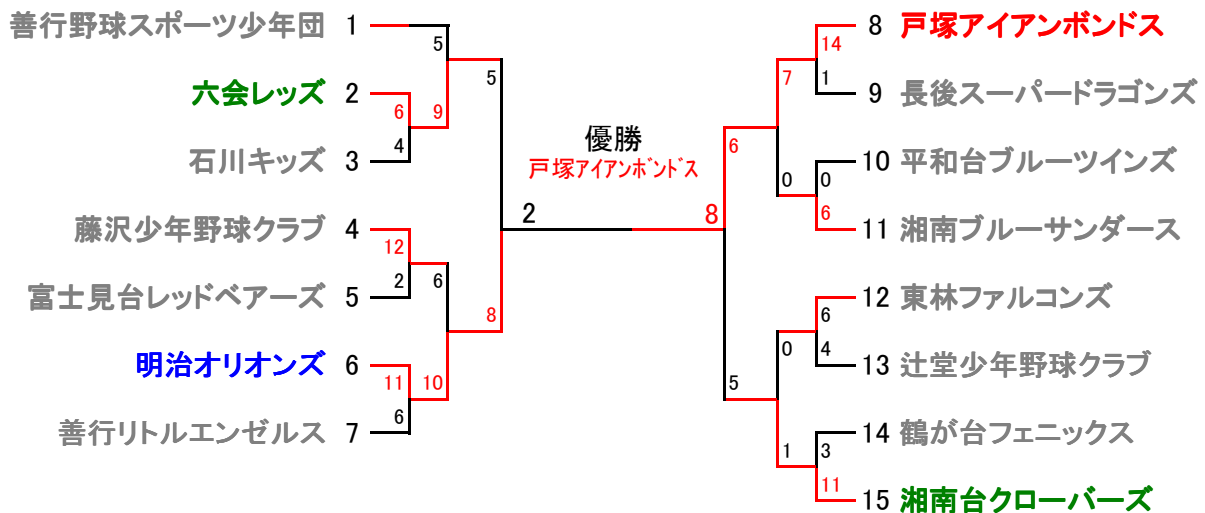 善行野球スポーツ少年団 1
5
六会レッズ 2
6
9
石川キッズ 3
4
5
藤沢少年野球クラブ 4
12
富士見台レッドベアーズ 5
2
6
明治オリオンズ 6
11
10
善行リトルエンゼルス 7
6
8
優勝
戸塚アイアンボンドス
2
8
8 戸塚アイアンボンドス
14
7
9 長後スーパードラゴンズ
1
6
10 平和台ブルーツインズ
0
0
11 湘南ブルーサンダース
6
12 東林ファルコンズ
6
0
13 辻堂少年野球クラブ
4
5
14 鶴が台フェニックス
3
1
15 湘南台クローバーズ
11